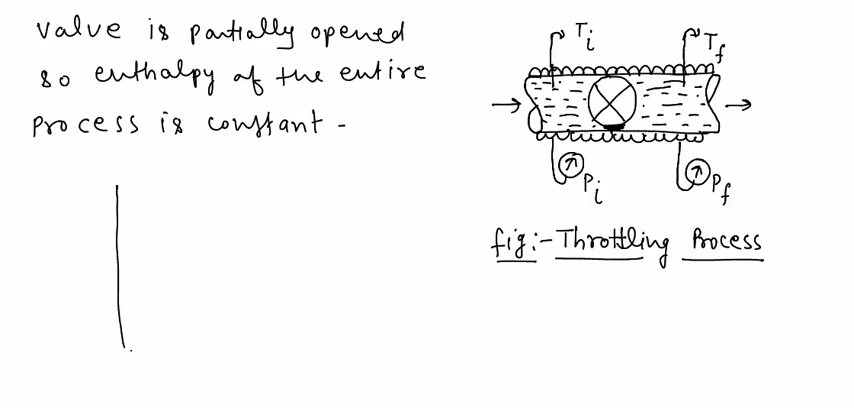 valve is partially opened
so enthalpy of the entire
process is constant -
Ti
Tf
Pi
Pf
fig:- Throttling Process